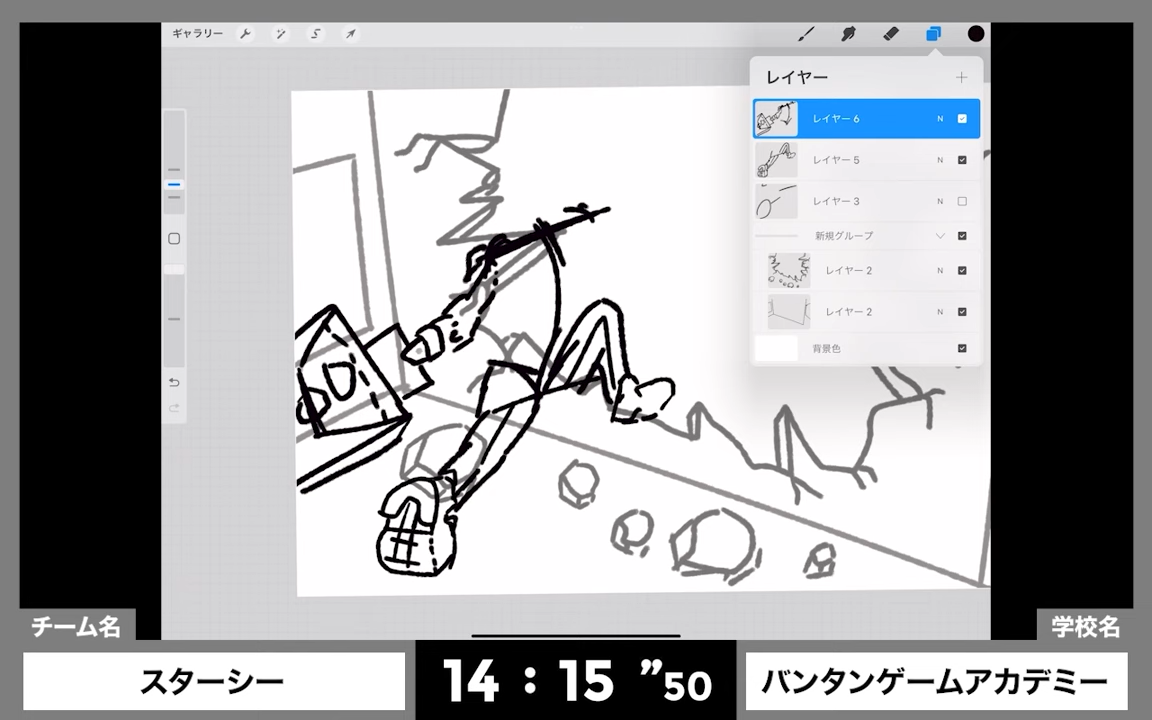 ギャラリー
レイヤー
レイヤー 6 N
レイヤー 5 N
レイヤー 3 N
新規グループ
レイヤー 2 N
レイヤー 2 N
背景色
チーム名
学校名
スターシー
14 : 15 ”50
バンタンゲームアカデミー